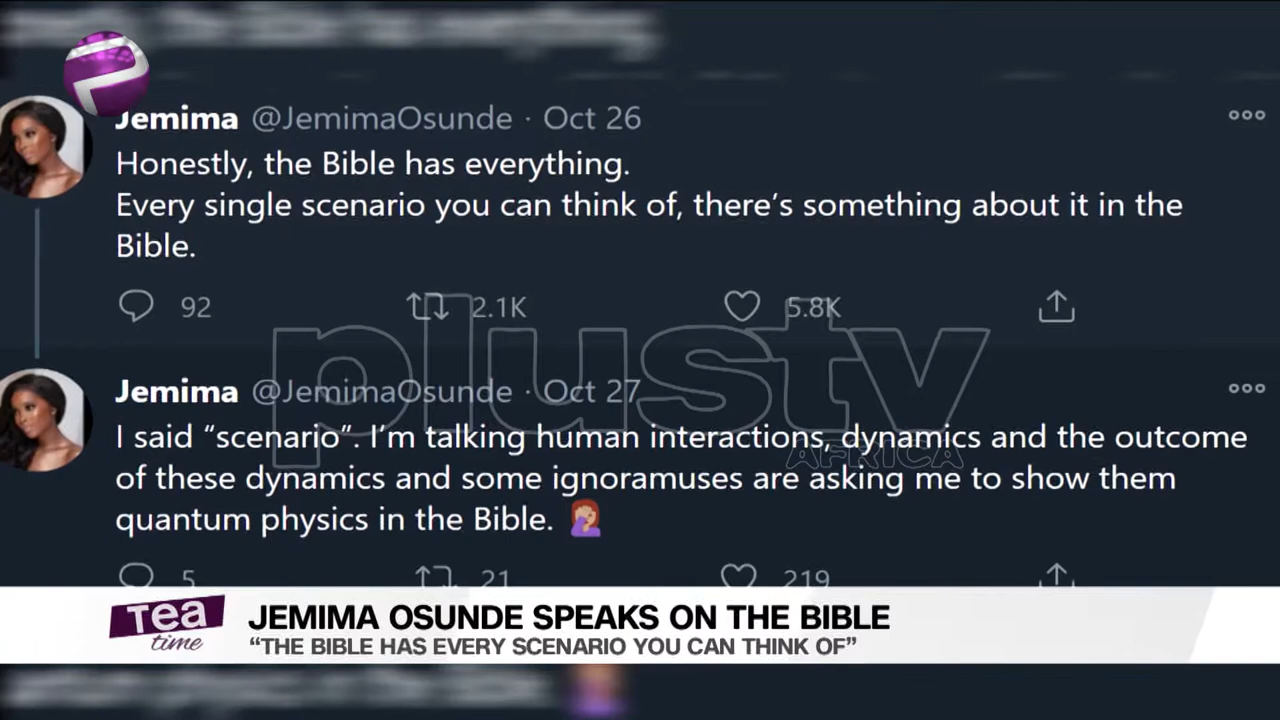 Jemima @JemimaOsunde · Oct 26
Honestly, the Bible has everything.
Every single scenario you can think of, there’s something about it in the
Bible.
92 2.1K 5.8K
plustv
AFRICA
Jemima @JemimaOsunde · Oct 27
I said “scenario”. I’m talking human interactions, dynamics and the outcome
of these dynamics and some ignoramuses are asking me to show them
quantum physics in the Bible. 🤦🏽‍♀️
5 21 219
Tea
time
JEMIMA OSUNDE SPEAKS ON THE BIBLE
“THE BIBLE HAS EVERY SCENARIO YOU CAN THINK OF”